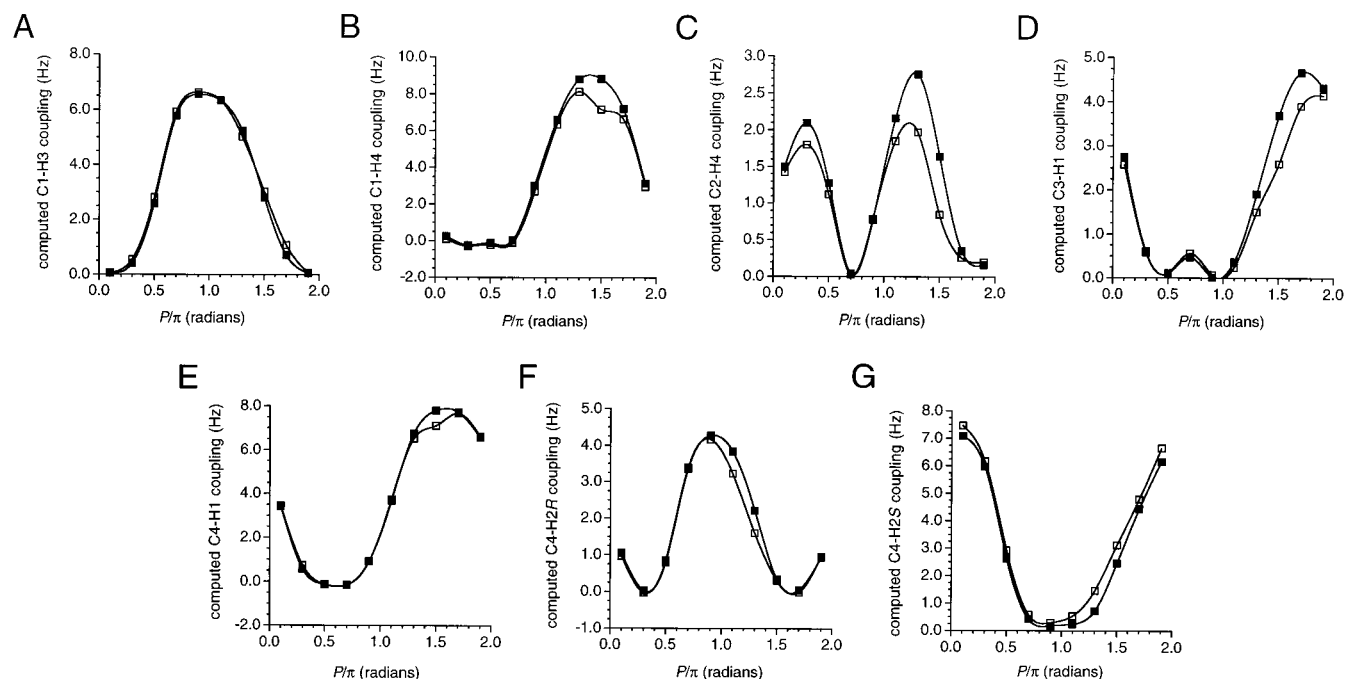 A
computed C1-H3 coupling (Hz)
8.0
6.0
4.0
2.0
0.0
0.0 0.5 1.0 1.5 2.0
P/π (radians)
B
computed C1-H4 coupling (Hz)
10.0
8.0
6.0
4.0
2.0
0.0
-2.0
0.0 0.5 1.0 1.5 2.0
P/π (radians)
C
computed C2-H4 coupling (Hz)
3.0
2.5
2.0
1.5
1.0
0.5
0.0
0.0 0.5 1.0 1.5 2.0
P/π (radians)
D
computed C3-H1 coupling (Hz)
5.0
4.0
3.0
2.0
1.0
0.0
0.0 0.5 1.0 1.5 2.0
P/π (radians)
E
computed C4-H1 coupling (Hz)
8.0
6.0
4.0
2.0
0.0
-2.0
0.0 0.5 1.0 1.5 2.0
P/π (radians)
F
computed C4-H2R coupling (Hz)
5.0
4.0
3.0
2.0
1.0
0.0
-1.0
0.0 0.5 1.0 1.5 2.0
P/π (radians)
G
computed C4-H2S coupling (Hz)
8.0
7.0
6.0
5.0
4.0
3.0
2.0
1.0
0.0
0.0 0.5 1.0 1.5 2.0
P/π (radians)